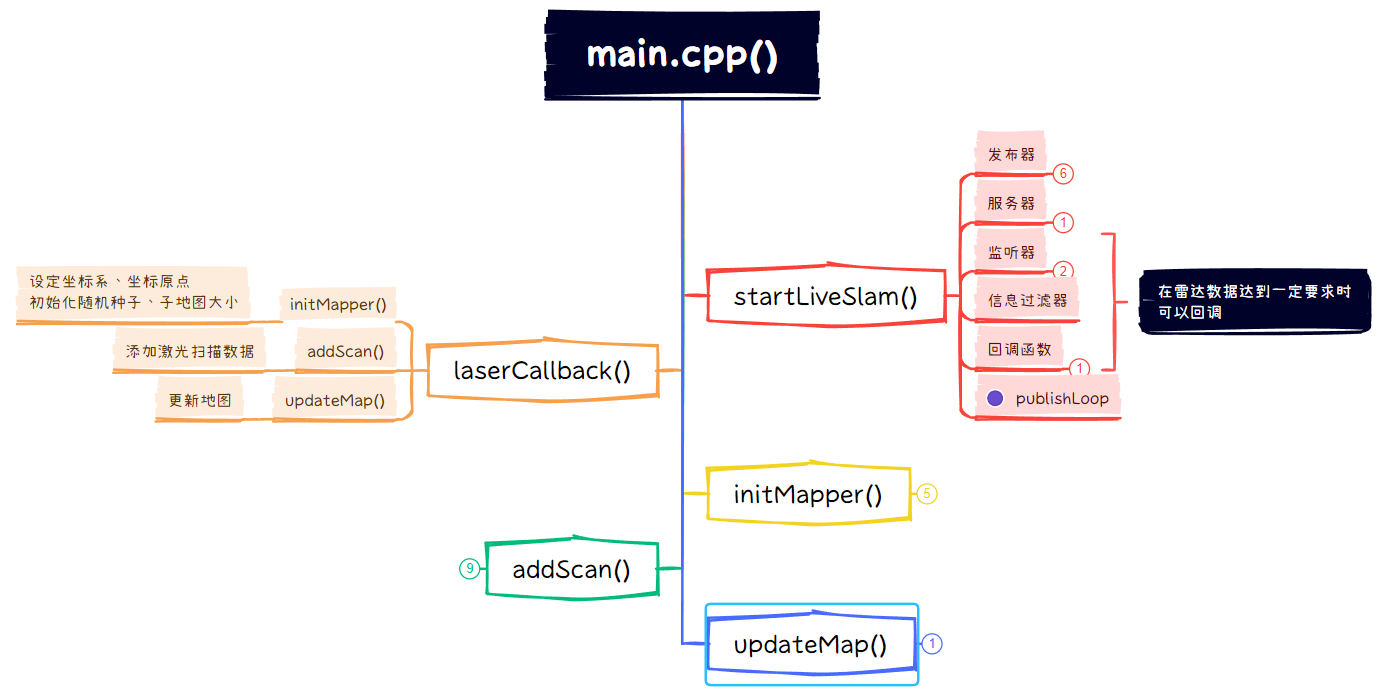 main.cpp()
发布器
6
服务器
1
监听器
2
信息过滤器
回调函数
1
publishLoop
startLiveSlam()
在雷达数据达到一定要求时
可以回调
设定坐标系、坐标原点
初始化随机种子、子地图大小
initMapper()
添加激光扫描数据
addScan()
更新地图
updateMap()
laserCallback()
initMapper()
5
9
addScan()
updateMap()
1